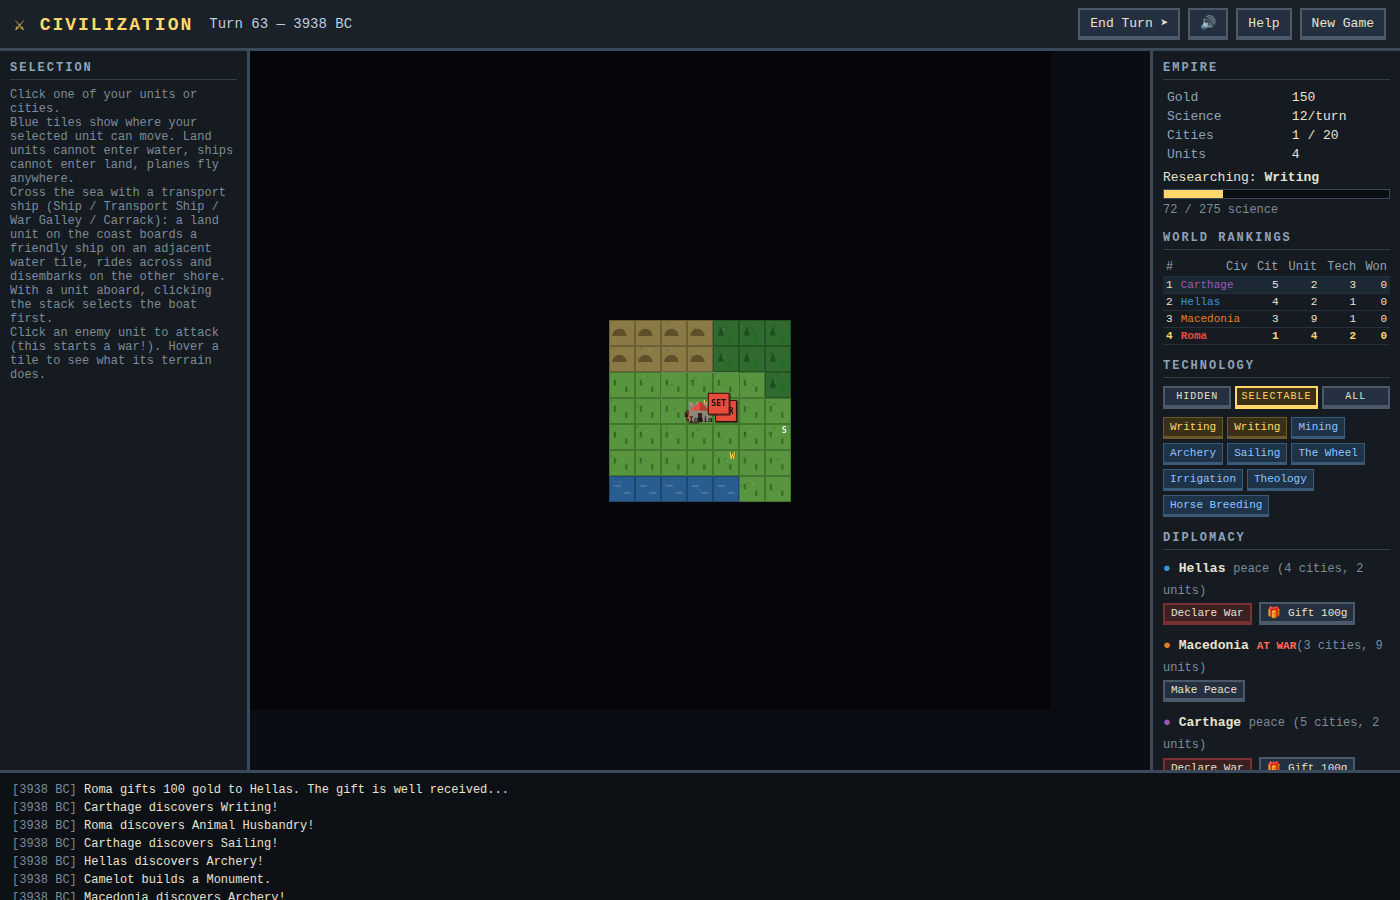 ⚔ CIVILIZATION Turn 63 — 3938 BC End Turn ➤ 🔊 Help New Game
SELECTION
Click one of your units or
cities.
Blue tiles show where your
selected unit can move. Land
units cannot enter water, ships
cannot enter land, planes fly
anywhere.
Cross the sea with a transport
ship (Ship / Transport Ship /
War Galley / Carrack): a land
unit on the coast boards a
friendly ship on an adjacent
water tile, rides across and
disembarks on the other shore.
With a unit aboard, clicking
the stack selects the boat
first.
Click an enemy unit to attack
(this starts a war!). Hover a
tile to see what its terrain
does.
SET
R
S
W
EMPIRE
Gold 150
Science 12/turn
Cities 1 / 20
Units 4
Researching: Writing
72 / 275 science
WORLD RANKINGS
# Civ Cit Unit Tech Won
1 Carthage 5 2 3 0
2 Hellas 4 2 1 0
3 Macedonia 3 9 1 0
4 Roma 1 4 2 0
TECHNOLOGY
HIDDEN SELECTABLE ALL
Writing Writing Mining
Archery Sailing The Wheel
Irrigation Theology
Horse Breeding
DIPLOMACY
● Hellas peace (4 cities, 2
units)
Declare War 🎁 Gift 100g
● Macedonia AT WAR(3 cities, 9
units)
Make Peace
● Carthage peace (5 cities, 2
units)
Declare War 🎁 Gift 100g
[3938 BC] Roma gifts 100 gold to Hellas. The gift is well received...
[3938 BC] Carthage discovers Writing!
[3938 BC] Roma discovers Animal Husbandry!
[3938 BC] Carthage discovers Sailing!
[3938 BC] Hellas discovers Archery!
[3938 BC] Camelot builds a Monument.
[3938 BC] Macedonia discovers Archery!